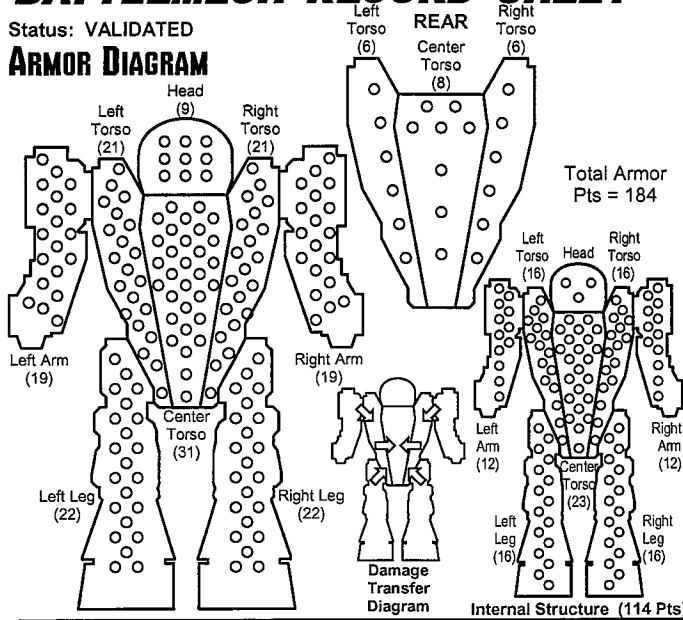 BATTLEMECH RECORD SHEET
Status: VALIDATED
ARMOR DIAGRAM
Head
(9)
Left
Torso
(21)
Right
Torso
(21)
Left Arm
(19)
Right Arm
(19)
Center
Torso
(31)
Left Leg
(22)
Right Leg
(22)
Left
Torso
(6)
REAR
Center
Torso
(8)
Right
Torso
(6)
Total Armor
Pts = 184
Left
Torso
(16)
Head
Right
Torso
(16)
Left
Arm
(12)
Right
Arm
(12)
Center
Torso
(23)
Left
Leg
(16)
Right
Leg
(16)
Damage
Transfer
Diagram
Internal Structure (114 Pts)